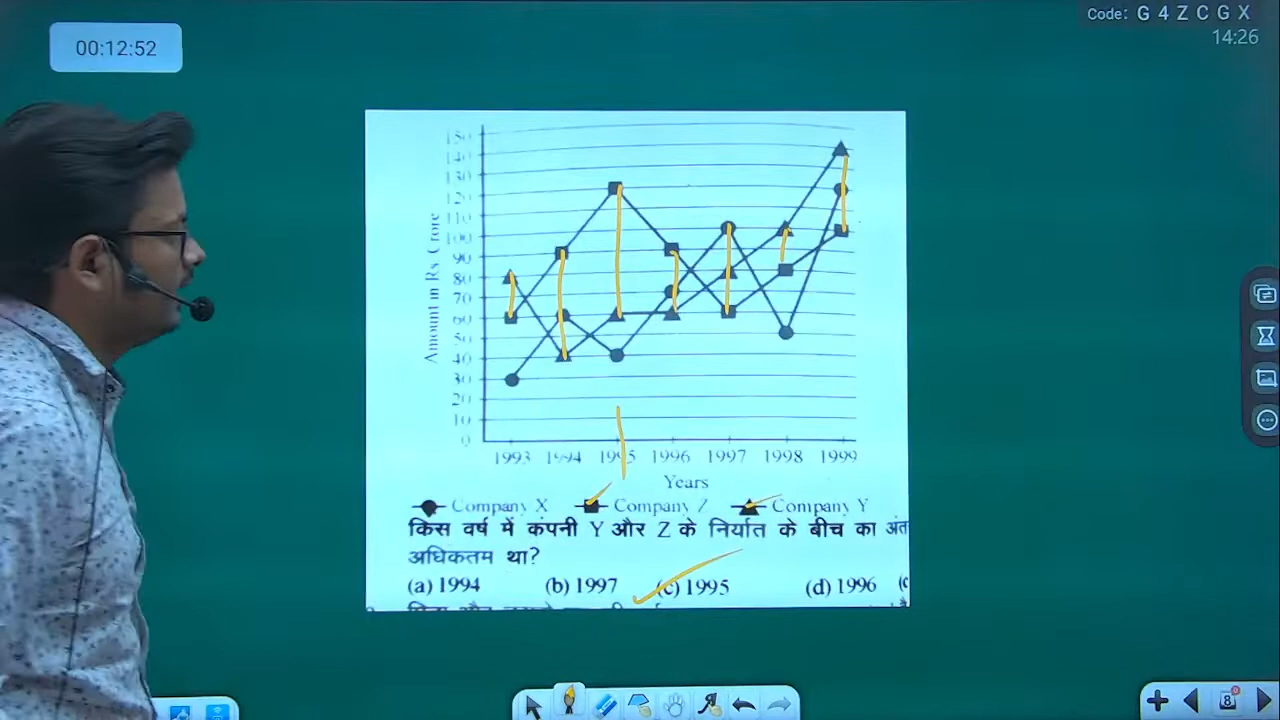 Code: G 4 Z C G X
14:26
00:12:52
150
140
130
120
110
100
90
80
70
60
50
40
30
20
10
0
Amount in Rs. Crore
1993 1994 1995 1996 1997 1998 1999
Years
Company X Company Z Company Y
किस वर्ष में कंपनी Y और Z के निर्यात के बीच का
अधिकतम था?
(a) 1994 (b) 1997 (c) 1995 (d) 1996
8